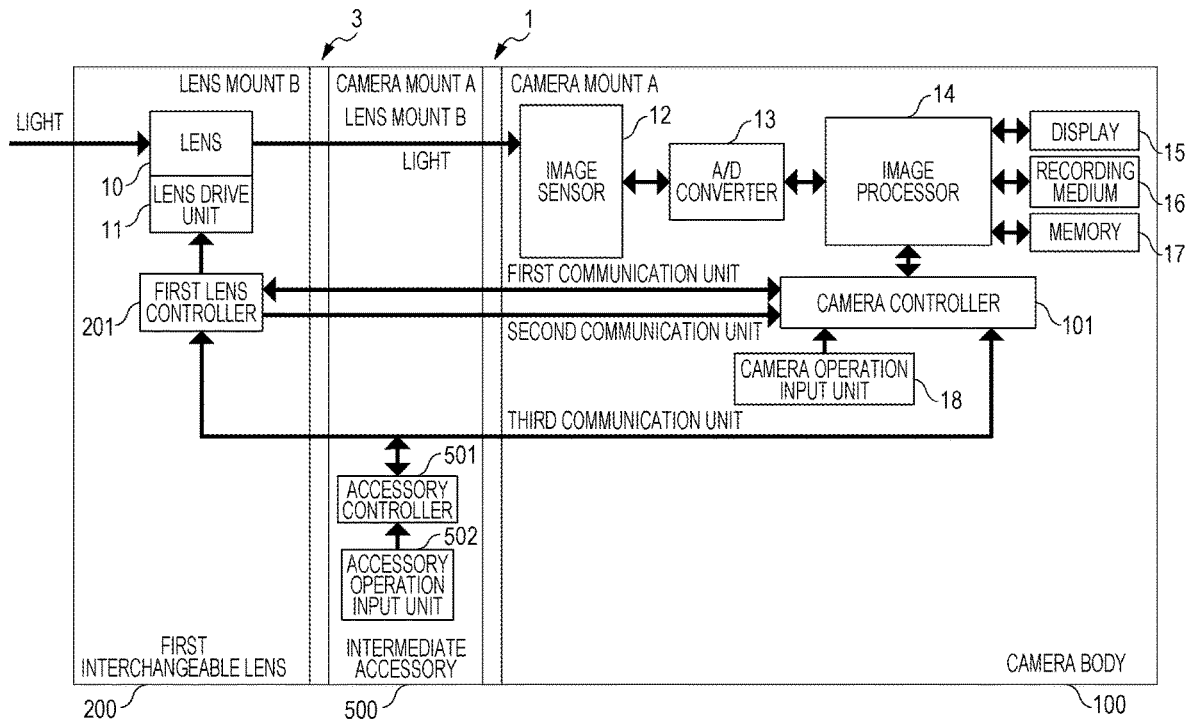 3
1
LENS MOUNT B
CAMERA MOUNT A
CAMERA MOUNT A
LIGHT
LENS
10
LENS DRIVE
UNIT
11
LENS MOUNT B
LIGHT
IMAGE
SENSOR
12
A/D
CONVERTER
13
IMAGE
PROCESSOR
14
DISPLAY
15
RECORDING
MEDIUM
16
MEMORY
17
FIRST COMMUNICATION UNIT
FIRST LENS
CONTROLLER
201
CAMERA CONTROLLER
101
SECOND COMMUNICATION UNIT
CAMERA OPERATION
INPUT UNIT
18
THIRD COMMUNICATION UNIT
501
ACCESSORY
CONTROLLER
502
ACCESSORY
OPERATION
INPUT UNIT
FIRST
INTERCHANGEABLE LENS
INTERMEDIATE
ACCESSORY
CAMERA BODY
200
500
100